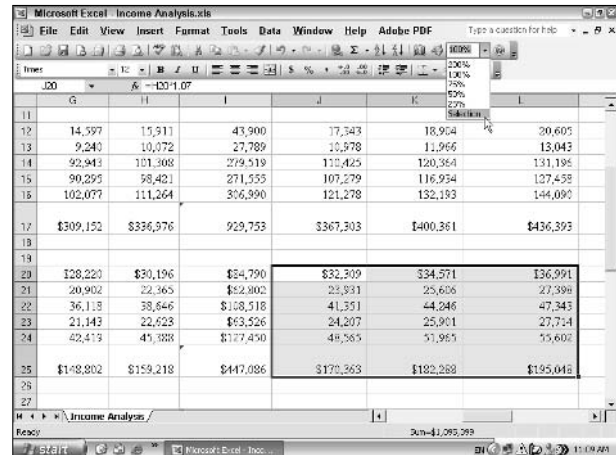 Microsoft Excel - Income Analysis.xls
File Edit View Insert Format Tools Data Window Help Adobe PDF Type a question for help
100%
Times 12 B I U $ % ,
200%
100%
75%
50%
25%
Selection
J20 fx =H20*1.07
G H I J K L
11
12 14,597 15,911 43,900 17,343 18,904 20,605
13 9,240 10,072 27,789 10,978 11,966 13,043
14 92,943 101,308 279,519 110,425 120,364 131,196
15 90,295 98,421 271,555 107,279 116,934 127,458
16 102,077 111,264 306,990 121,278 132,193 144,090
17 $309,152 $336,976 929,753 $367,303 $400,361 $436,393
18
19
20 $28,220 $30,196 $84,790 $32,309 $34,571 $36,991
21 20,902 22,365 $62,802 23,931 25,606 27,398
22 36,118 38,646 $108,518 41,351 44,246 47,343
23 21,143 22,623 $63,526 24,207 25,901 27,714
24 42,419 45,388 $127,450 48,565 51,965 55,602
25 $148,802 $159,218 $447,086 $170,363 $182,288 $195,048
26
27
Income Analysis
Ready Sum=$1,095,399
start Microsoft Excel - Inco... EN 11:09 AM